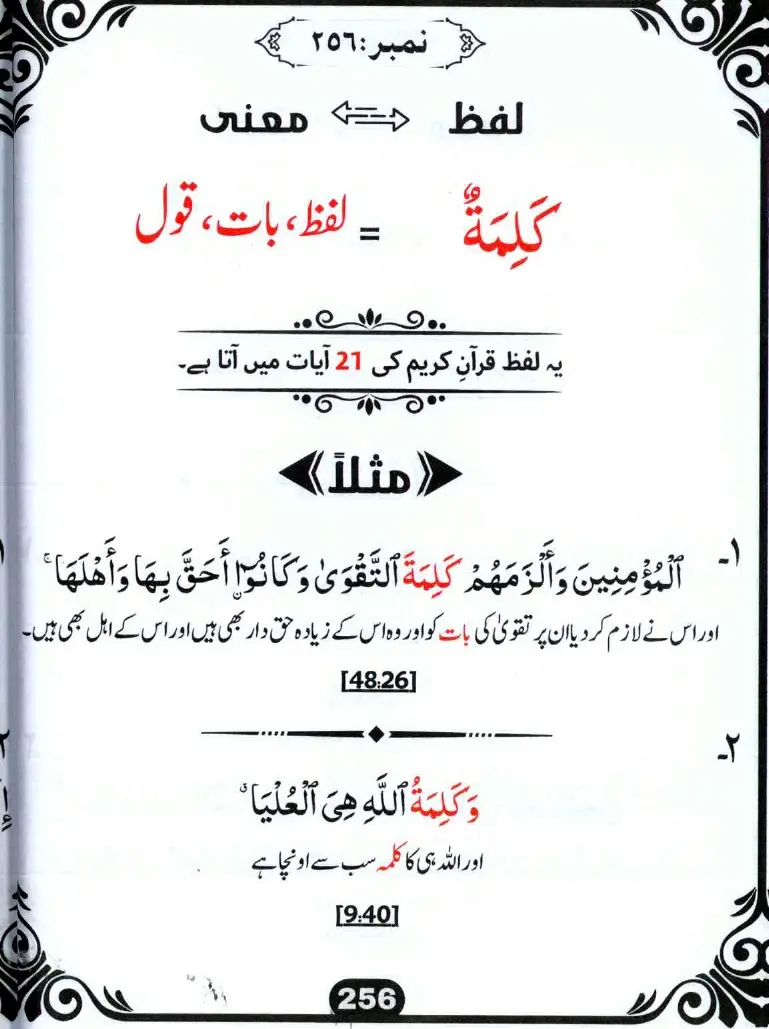 نمبر:۲۵٦
لفظ معنی
كَلِمَةٌ = لفظ، بات، قول
یہ لفظ قرآنِ کریم کی 21 آیات میں آتا ہے۔
مثلاً
۱۔ ٱلْمُؤْمِنِينَ وَأَلْزَمَهُمْ كَلِمَةَ ٱلتَّقْوَىٰ وَكَانُوٓا۟ أَحَقَّ بِهَا وَأَهْلَهَا ۚ
اور اس نے لازم کر دیا ان پر تقویٰ کی بات کو اور وہ اس کے زیادہ حق دار بھی ہیں اور اس کے اہل بھی ہیں۔
[48:26]
۲۔
وَكَلِمَةُ ٱللَّهِ هِىَ ٱلْعُلْيَا ۗ
اور اللہ ہی کا کلمہ سب سے اونچا ہے
[9:40]
256